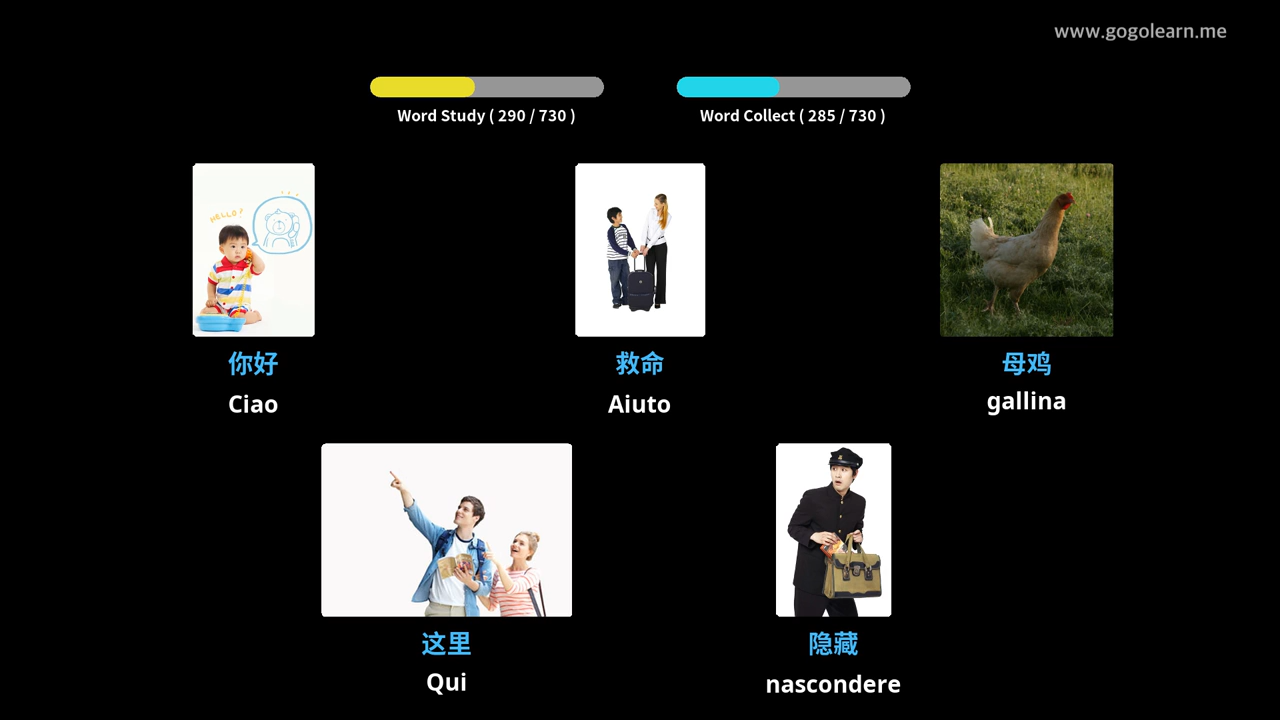 www.gogolearn.me
Word Study ( 290 / 730 )
Word Collect ( 285 / 730 )
HELLO?
你好
Ciao
救命
Aiuto
母鸡
gallina
这里
Qui
隐藏
nascondere